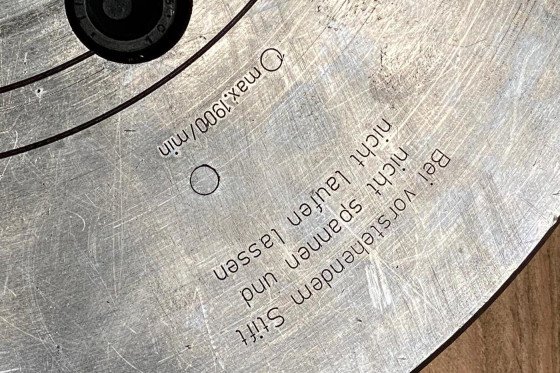 max. 1900/min
Bei vorstehendem Stift
nicht spannen und
nicht laufen lassen